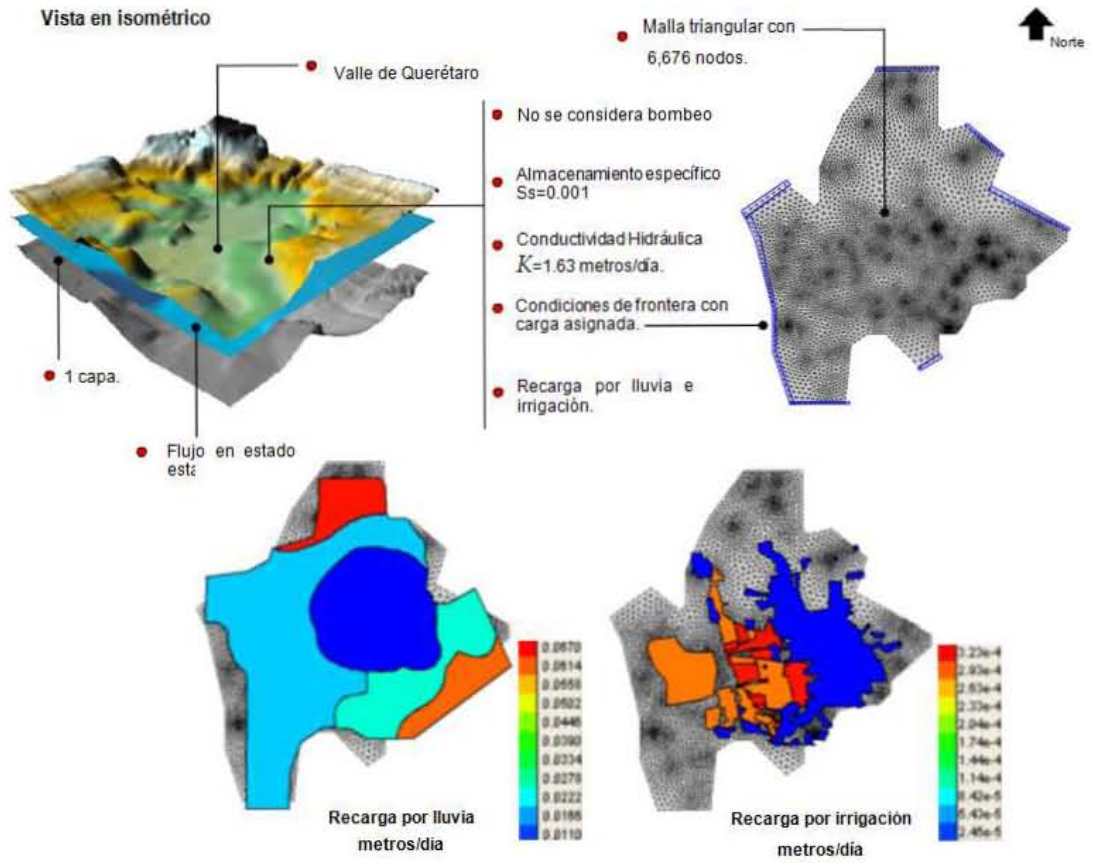 Vista en isométrico
Valle de Querétaro
Malla triangular con
6,676 nodos.
Norte
No se considera bombeo
Almacenamiento específico
Ss=0.001
Conductividad Hidráulica
K=1.63 metros/día.
Condiciones de frontera con
carga asignada.
Recarga por lluvia e
irrigación.
1 capa.
Flujo en estado
esta
0.0670
0.0614
0.0558
0.0502
0.0446
0.0390
0.0334
0.0278
0.0222
0.0166
0.0110
Recarga por lluvia
metros/dia
3.23e-4
2.93e-4
2.63e-4
2.33e-4
2.04e-4
1.74e-4
1.44e-4
1.14e-4
8.42e-5
5.43e-5
2.45e-5
Recarga por irrigación
metros/día